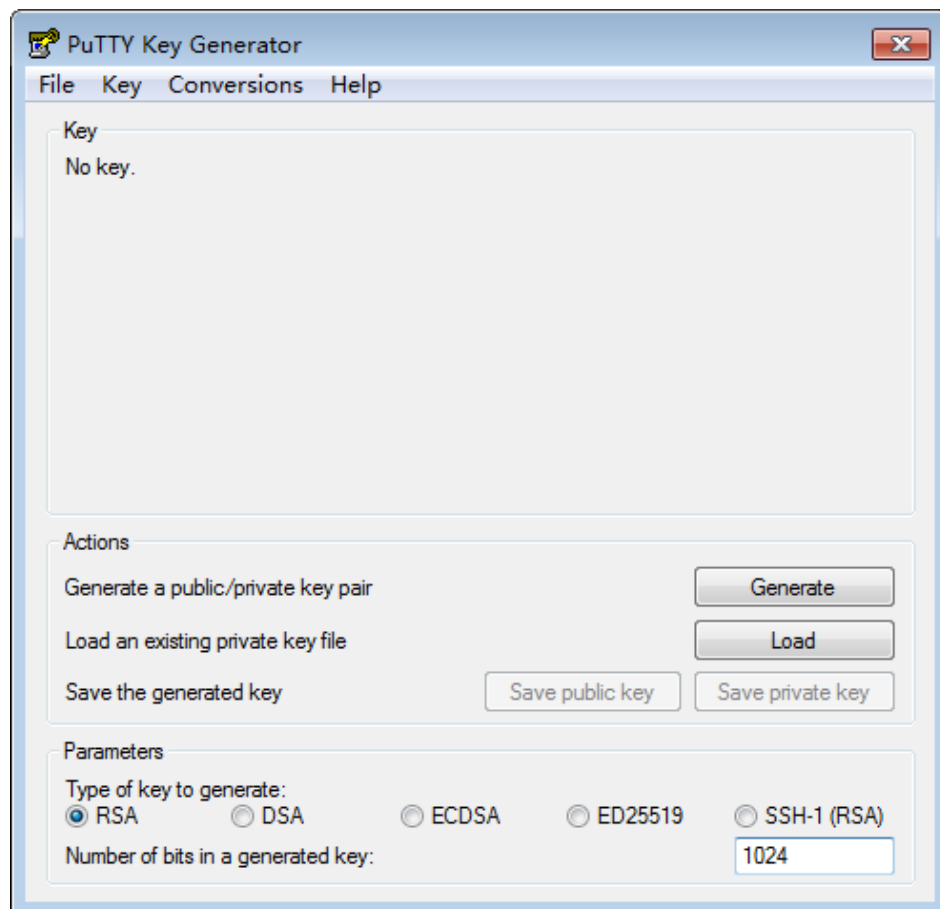 PuTTY Key Generator
File Key Conversions Help
Key
No key.
Actions
Generate a public/private key pair Generate
Load an existing private key file Load
Save the generated key Save public key Save private key
Parameters
Type of key to generate:
RSA DSA ECDSA ED25519 SSH-1 (RSA)
Number of bits in a generated key: 1024